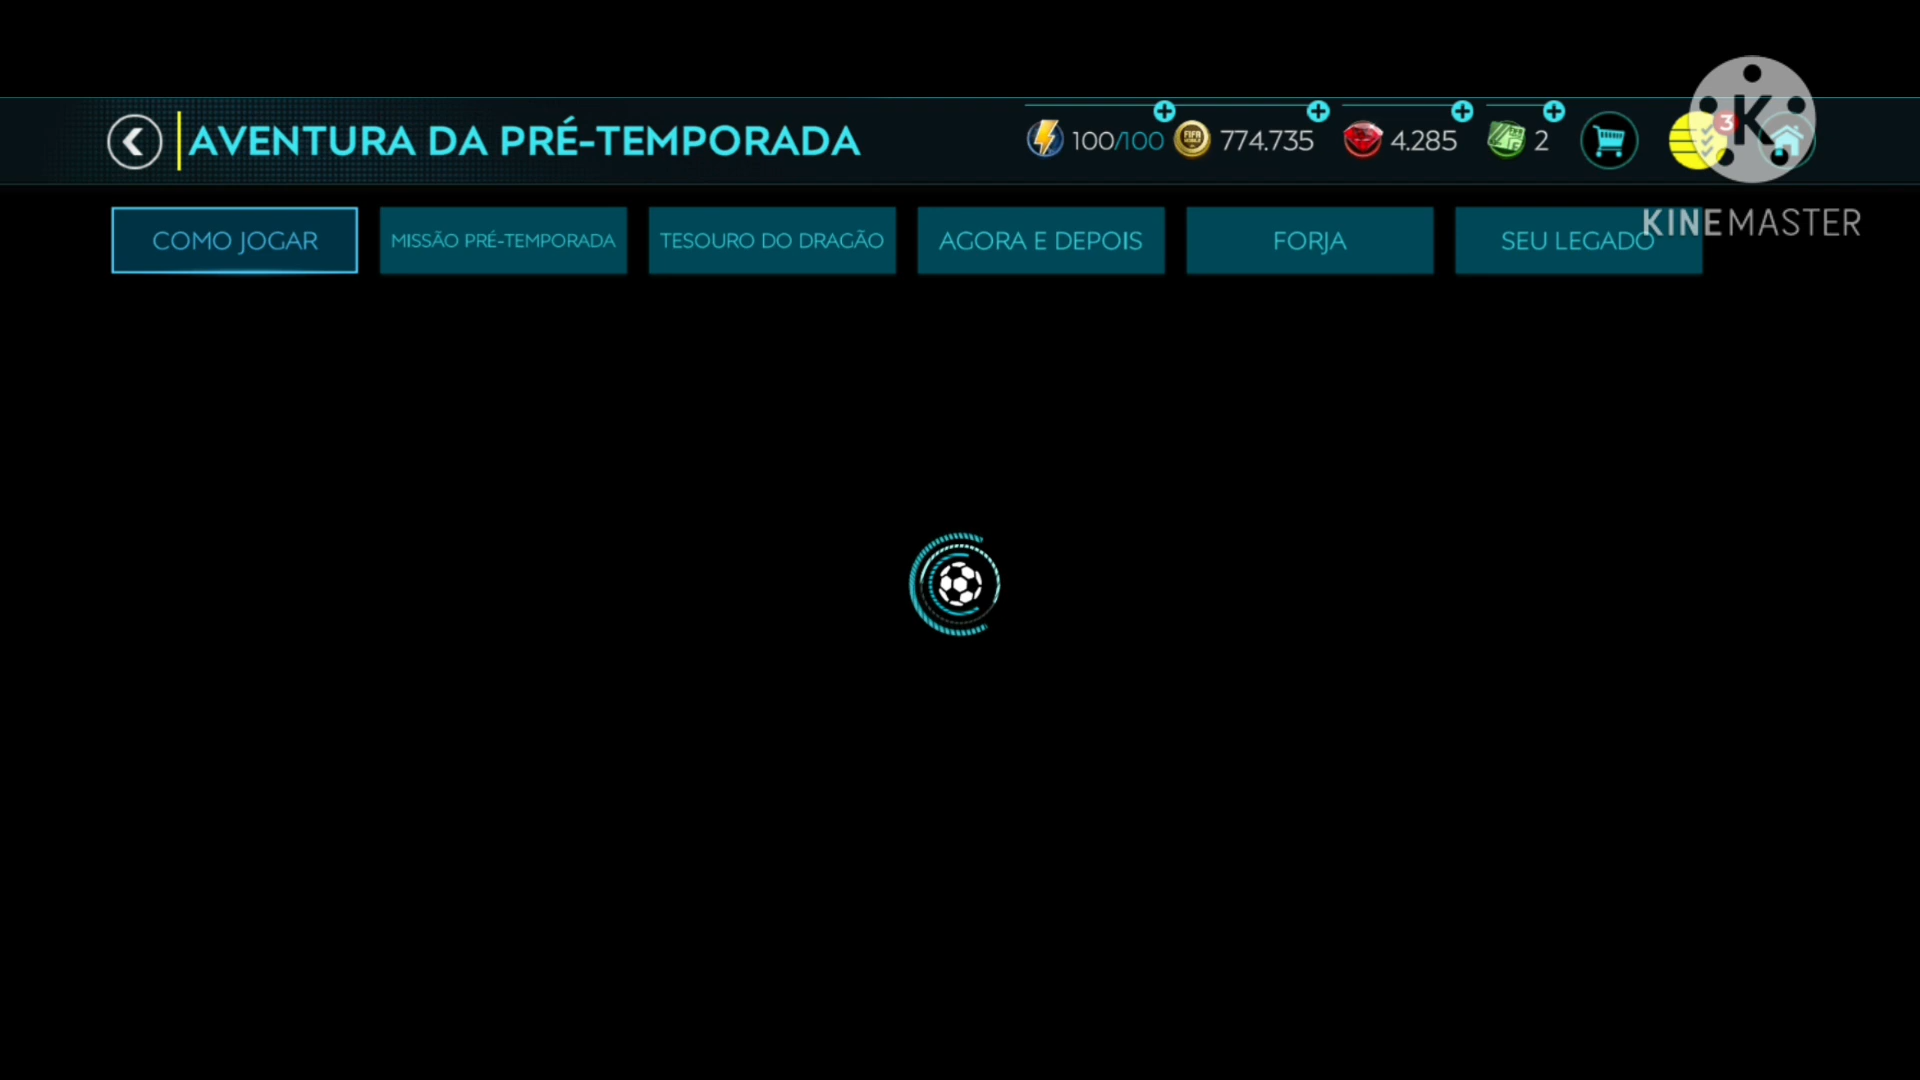 AVENTURA DA PRÉ-TEMPORADA
100/100
774.735
4.285
2
3
K
KINEMASTER
COMO JOGAR
MISSÃO PRÉ-TEMPORADA
TESOURO DO DRAGÃO
AGORA E DEPOIS
FORJA
SEU LEGADO